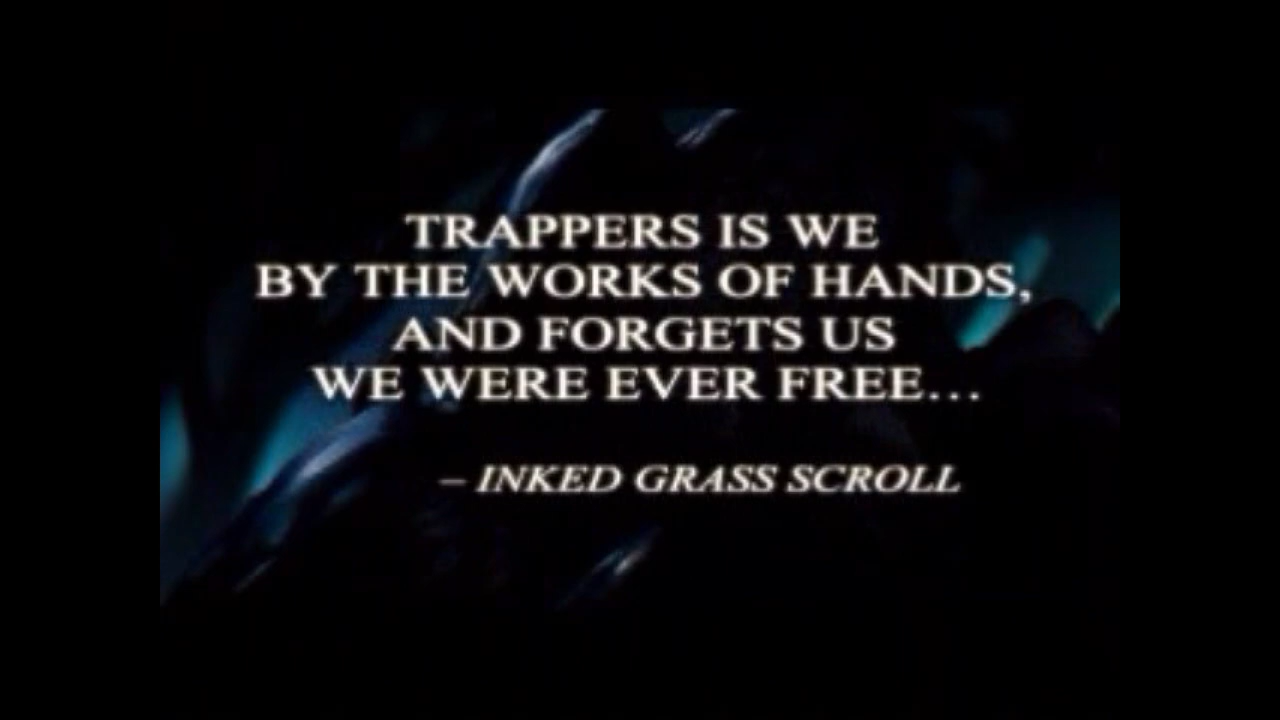 TRAPPERS IS WE
BY THE WORKS OF HANDS,
AND FORGETS US
WE WERE EVER FREE…
– INKED GRASS SCROLL